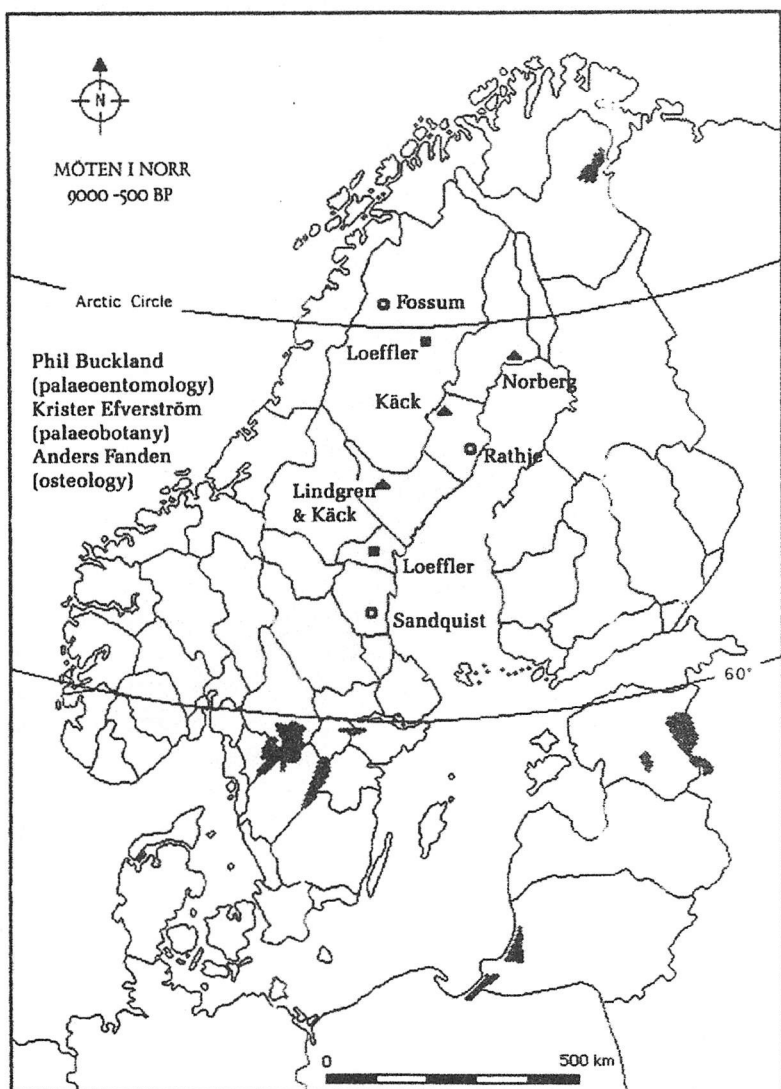 N
MÖTEN I NORR
9000 -500 BP
Arctic Circle
Fossum
Loeffler
Phil Buckland
(palaeoentomology)
Krister Efverström
(palaeobotany)
Anders Fanden
(osteology)
Norberg
Käck
Rathje
Lindgren
& Käck
Loeffler
Sandquist
60°
0
500 km